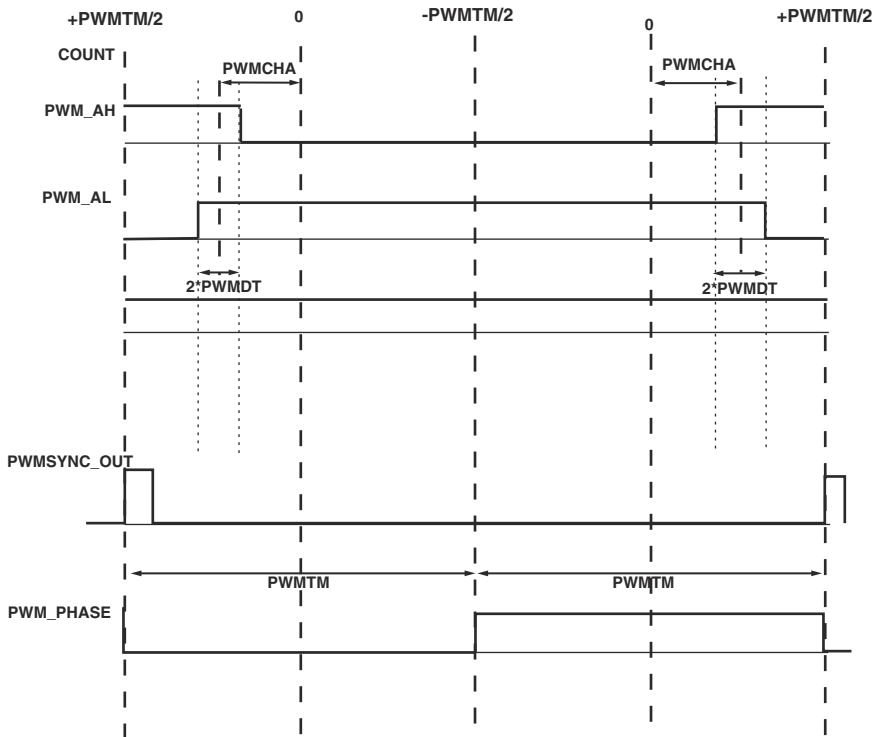 +PWMTM/2 0 -PWMTM/2 0 +PWMTM/2
COUNT
PWMCHA PWMCHA
PWM_AH
PWM_AL
2*PWMDT 2*PWMDT
PWMSYNC_OUT
PWMTM PWMTM
PWM_PHASE